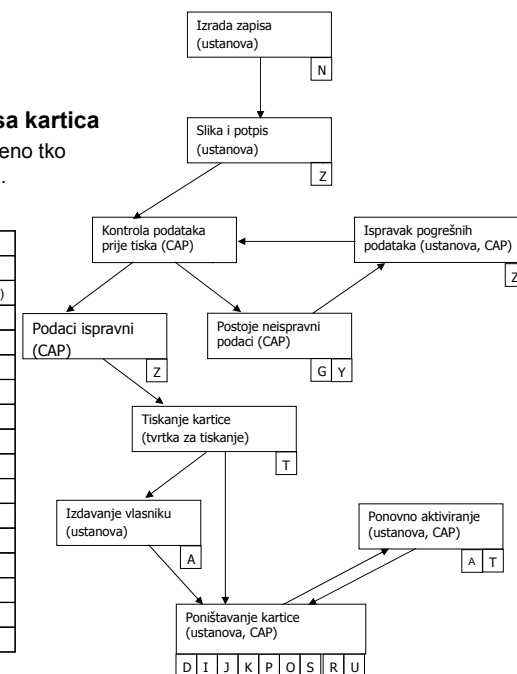 Izrada zapisa
(ustanova)
N
sa kartica
eno tko
.
Slika i potpis
(ustanova)
Z
)
Kontrola podataka
prije tiska (CAP)
Ispravak pogrešnih
podataka (ustanova, CAP)
Z
Podaci ispravni
(CAP)
Z
Postoje neispravni
podaci (CAP)
G Y
Tiskanje kartice
(tvrtka za tiskanje)
T
Izdavanje vlasniku
(ustanova)
A
Ponovno aktiviranje
(ustanova, CAP)
A T
Poništavanje kartice
(ustanova, CAP)
D I J K P O S R U